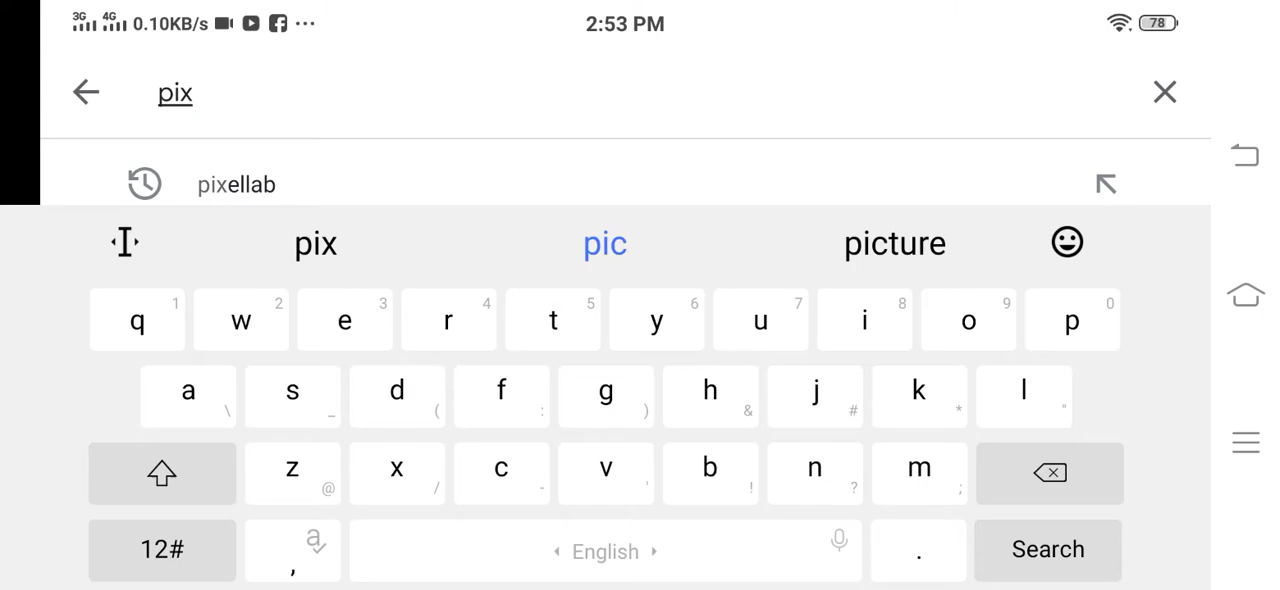 3G 4G 0.10KB/s ··· 2:53 PM 78
pix
pixellab
pix pic picture
q 1 w 2 e 3 r 4 t 5 y 6 u 7 i 8 o 9 p 0
a \ s _ d ( f : g ) h & j # k * l "
z @ x / c - v ' b ! n ? m ;
12# , a English . Search